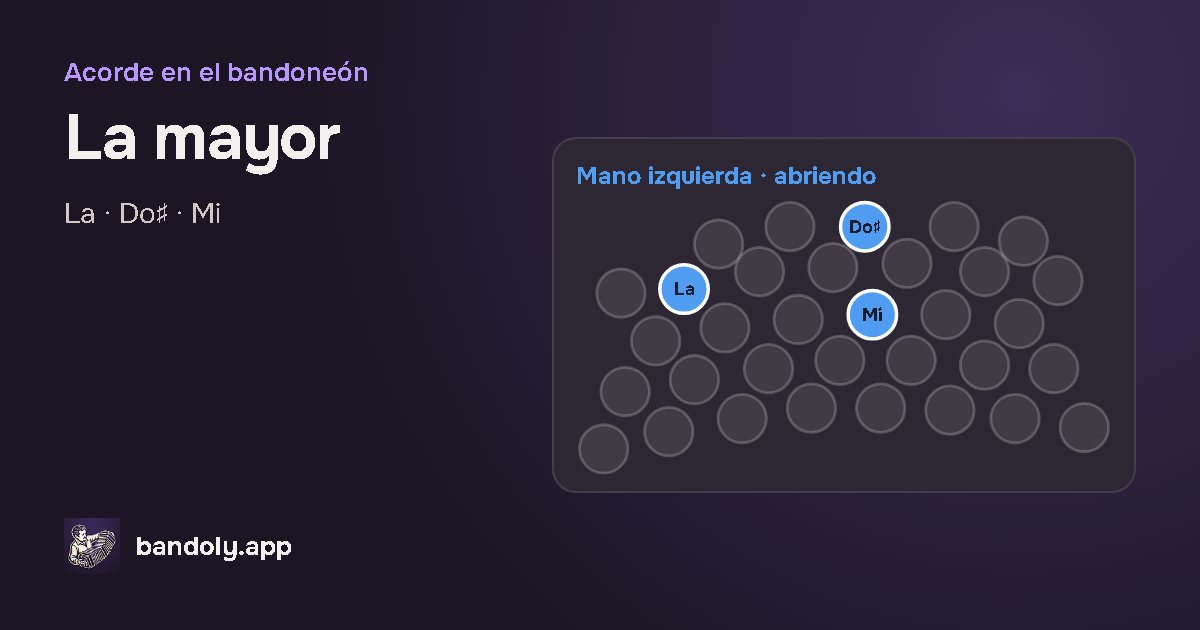 Acorde en el bandoneón
La mayor
La · Do♯ · Mi
Mano izquierda · abriendo
Do♯
La
Mi
bandoly.app